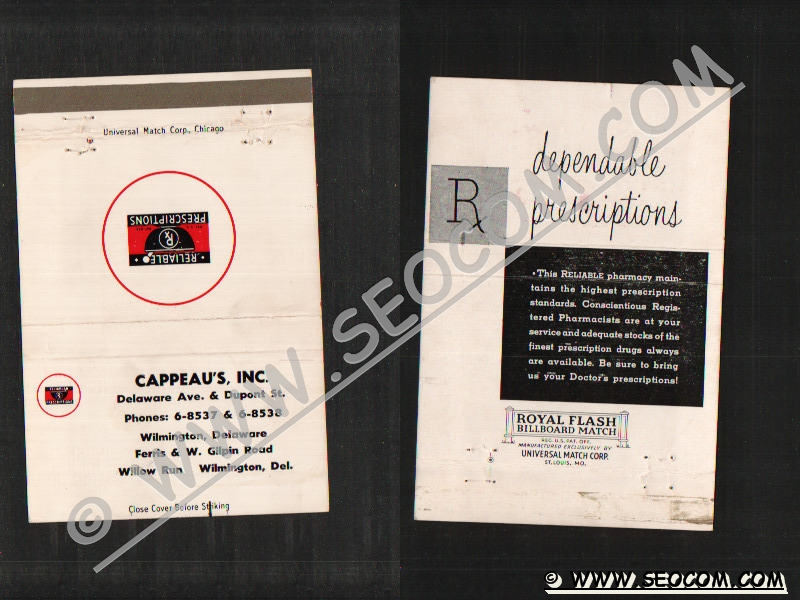 Universal Match Corp., Chicago
RELIABLE
Rx
PRESCRIPTIONS
CAPPEAU'S, INC.
Delaware Ave. & Dupont St.
Phones: 6-8537 & 6-8538
Wilmington, Delaware
Ferris & W. Gilpin Road
Willow Run Wilmington, Del.
Close Cover Before Striking
dependable
Rx prescriptions
• This RELIABLE pharmacy main-
tains the highest prescription
standards. Conscientious Regis-
tered Pharmacists are at your
service and adequate stocks of the
finest prescription drugs always
are available. Be sure to bring
us your Doctor's prescriptions!
ROYAL FLASH
BILLBOARD MATCH
REG. U.S. PAT. OFF.
MANUFACTURED EXCLUSIVELY BY
UNIVERSAL MATCH CORP.
ST. LOUIS, MO.
© WWW.SEOCOM.COM
© WWW.SEOCOM.COM